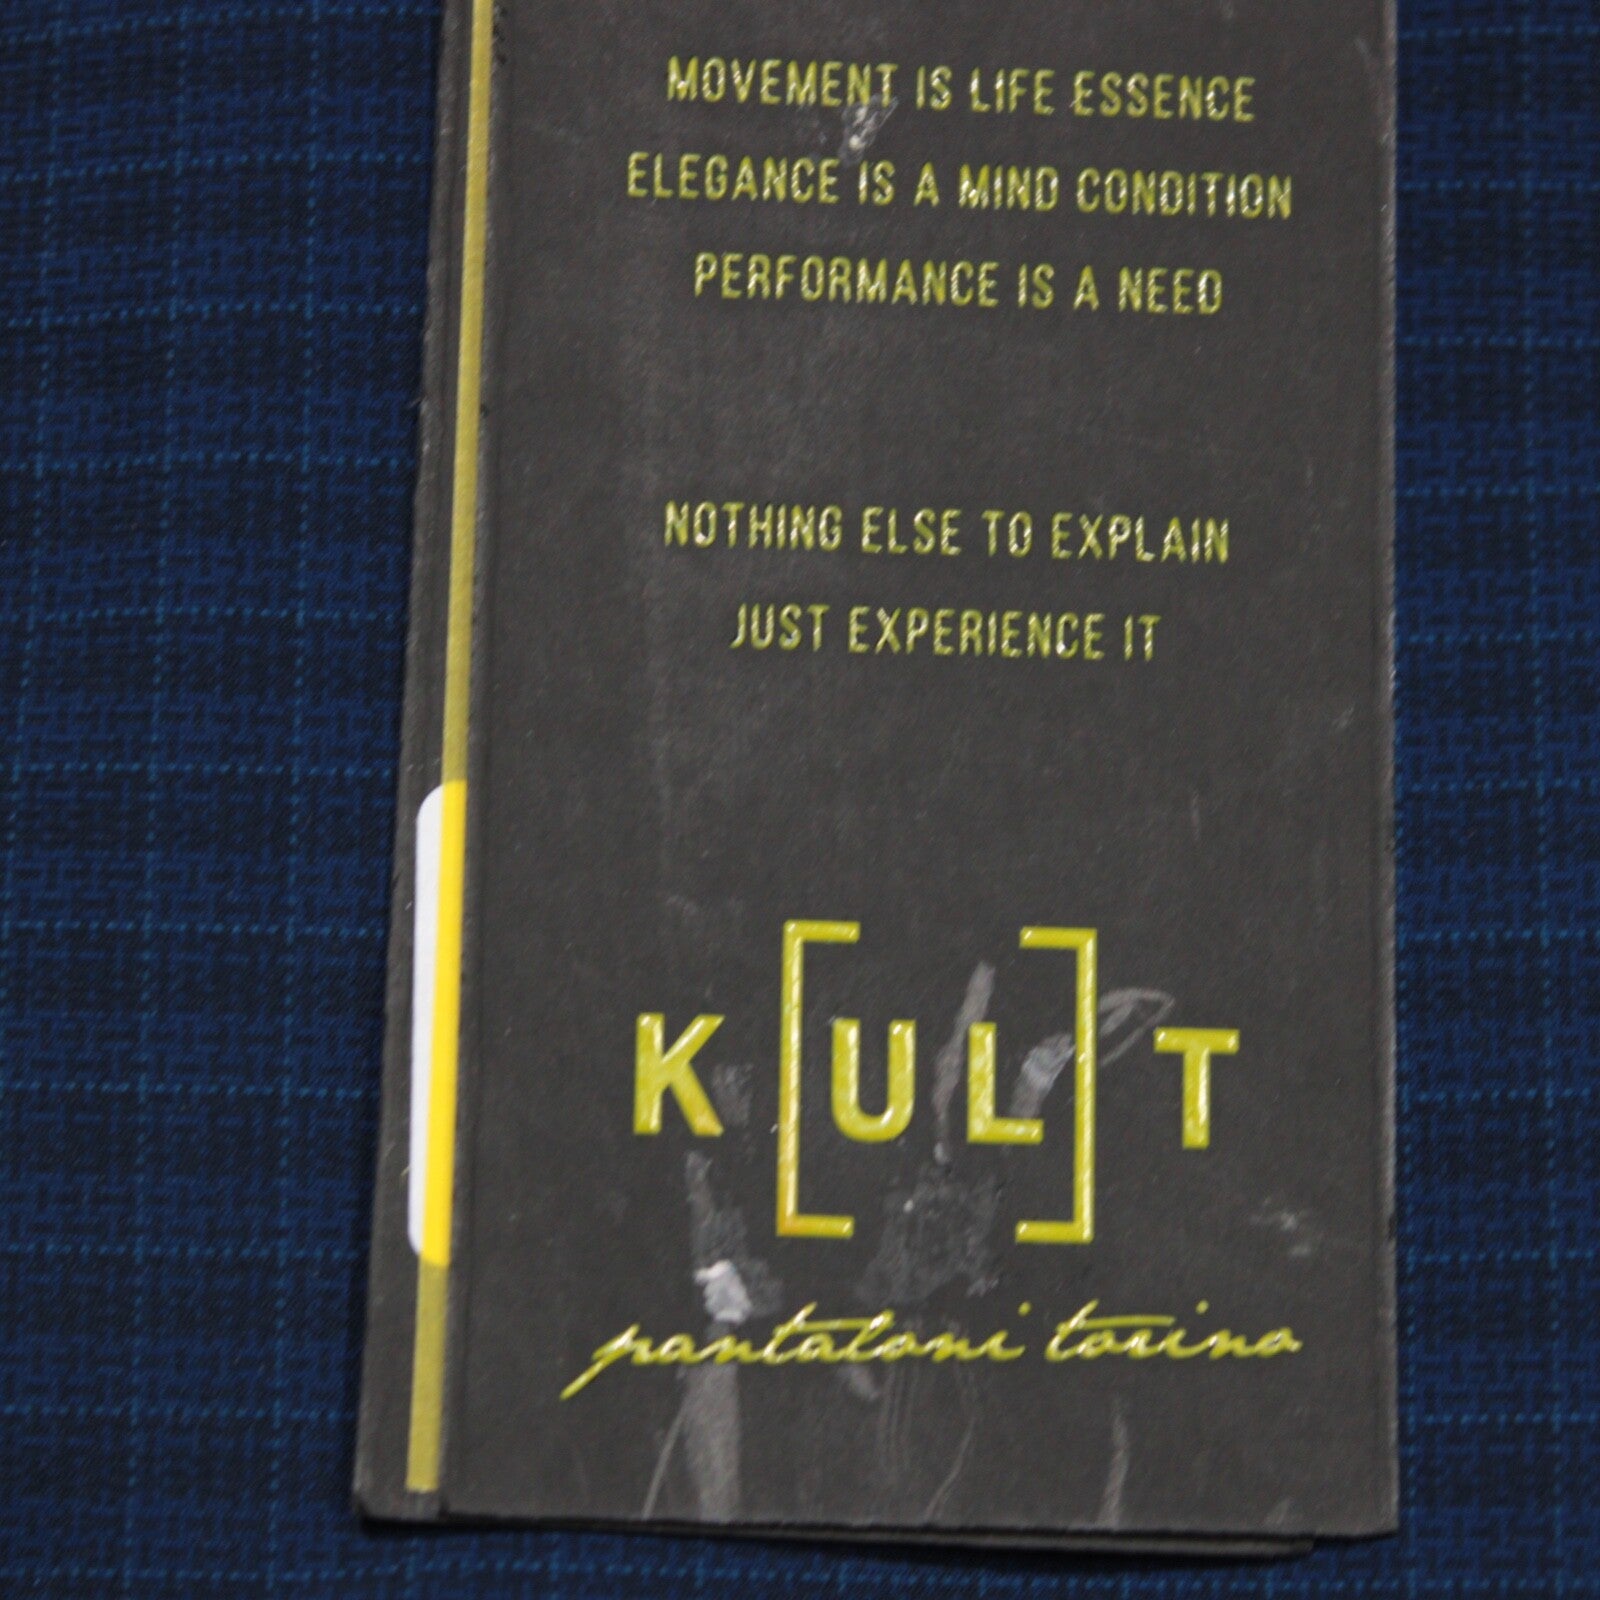 MOVEMENT IS LIFE ESSENCE
ELEGANCE IS A MIND CONDITION
PERFORMANCE IS A NEED
NOTHING ELSE TO EXPLAIN
JUST EXPERIENCE IT
K[UL]T
pantaloni torino